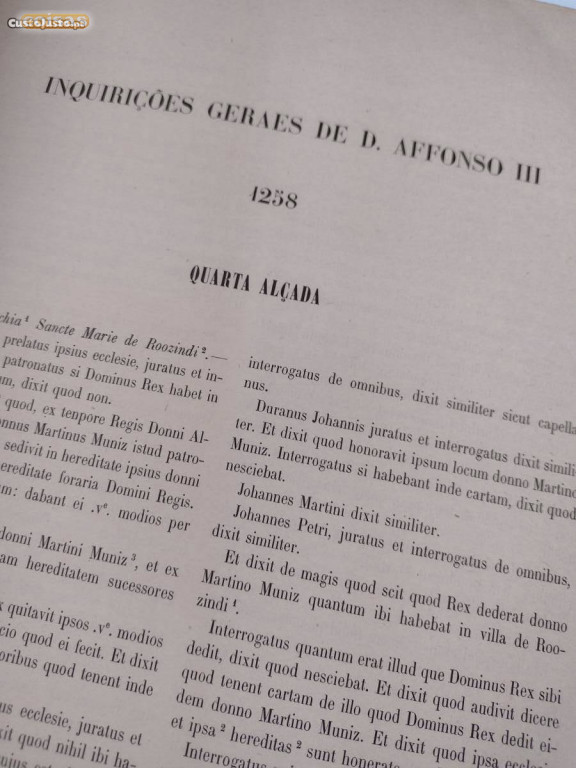 coisas
CustoJusto.pt
INQUIRIÇÕES GERAES DE D. AFFONSO III
1258
QUARTA ALÇADA
chia¹ Sancte Marie de Roozindi².—
prelatus ipsius ecclesie, juratus et in-
patronatus si Dominus Rex habet in
um, dixit quod non.
quod, ex tenpore Regis Donni Al-
onnus Martinus Muniz istud patro-
sedivit in hereditate ipsius donni
ereditate foraria Domini Regis.
am: dabant ei .vᵉ. modios per
donni Martini Muniz³, et ex
am hereditatem sucessores
x quitavit ipsos .vᵉ. modios
cio quod ei fecit. Et dixit
oribus quod tenent inde
us ecclesie, juratus et
xit quod nihil ibi ha-
interrogatus de omnibus, dixit similiter sicut capella-
nus.
Duranus Johannis juratus et interrogatus dixit simili-
ter. Et dixit quod honoravit ipsum locum donno Martino
Muniz. Interrogatus si habebant inde cartam, dixit quod
nesciebat.
Johannes Martini dixit similiter.
Johannes Petri, juratus et interrogatus de omnibus,
dixit similiter.
Et dixit de magis quod scit quod Rex dederat donno
Martino Muniz quantum ibi habebat in villa de Roo-
zindi¹.
Interrogatus quantum erat illud que Dominus Rex sibi
dedit, dixit quod nesciebat. Et dixit quod audivit dicere
quod tenent cartam de illo quod Dominus Rex dedit ei-
dem donno Martino Muniz. Et dixit quod ipsa ecclesia
et ipsa² hereditas² sunt honorate
Interrogatus